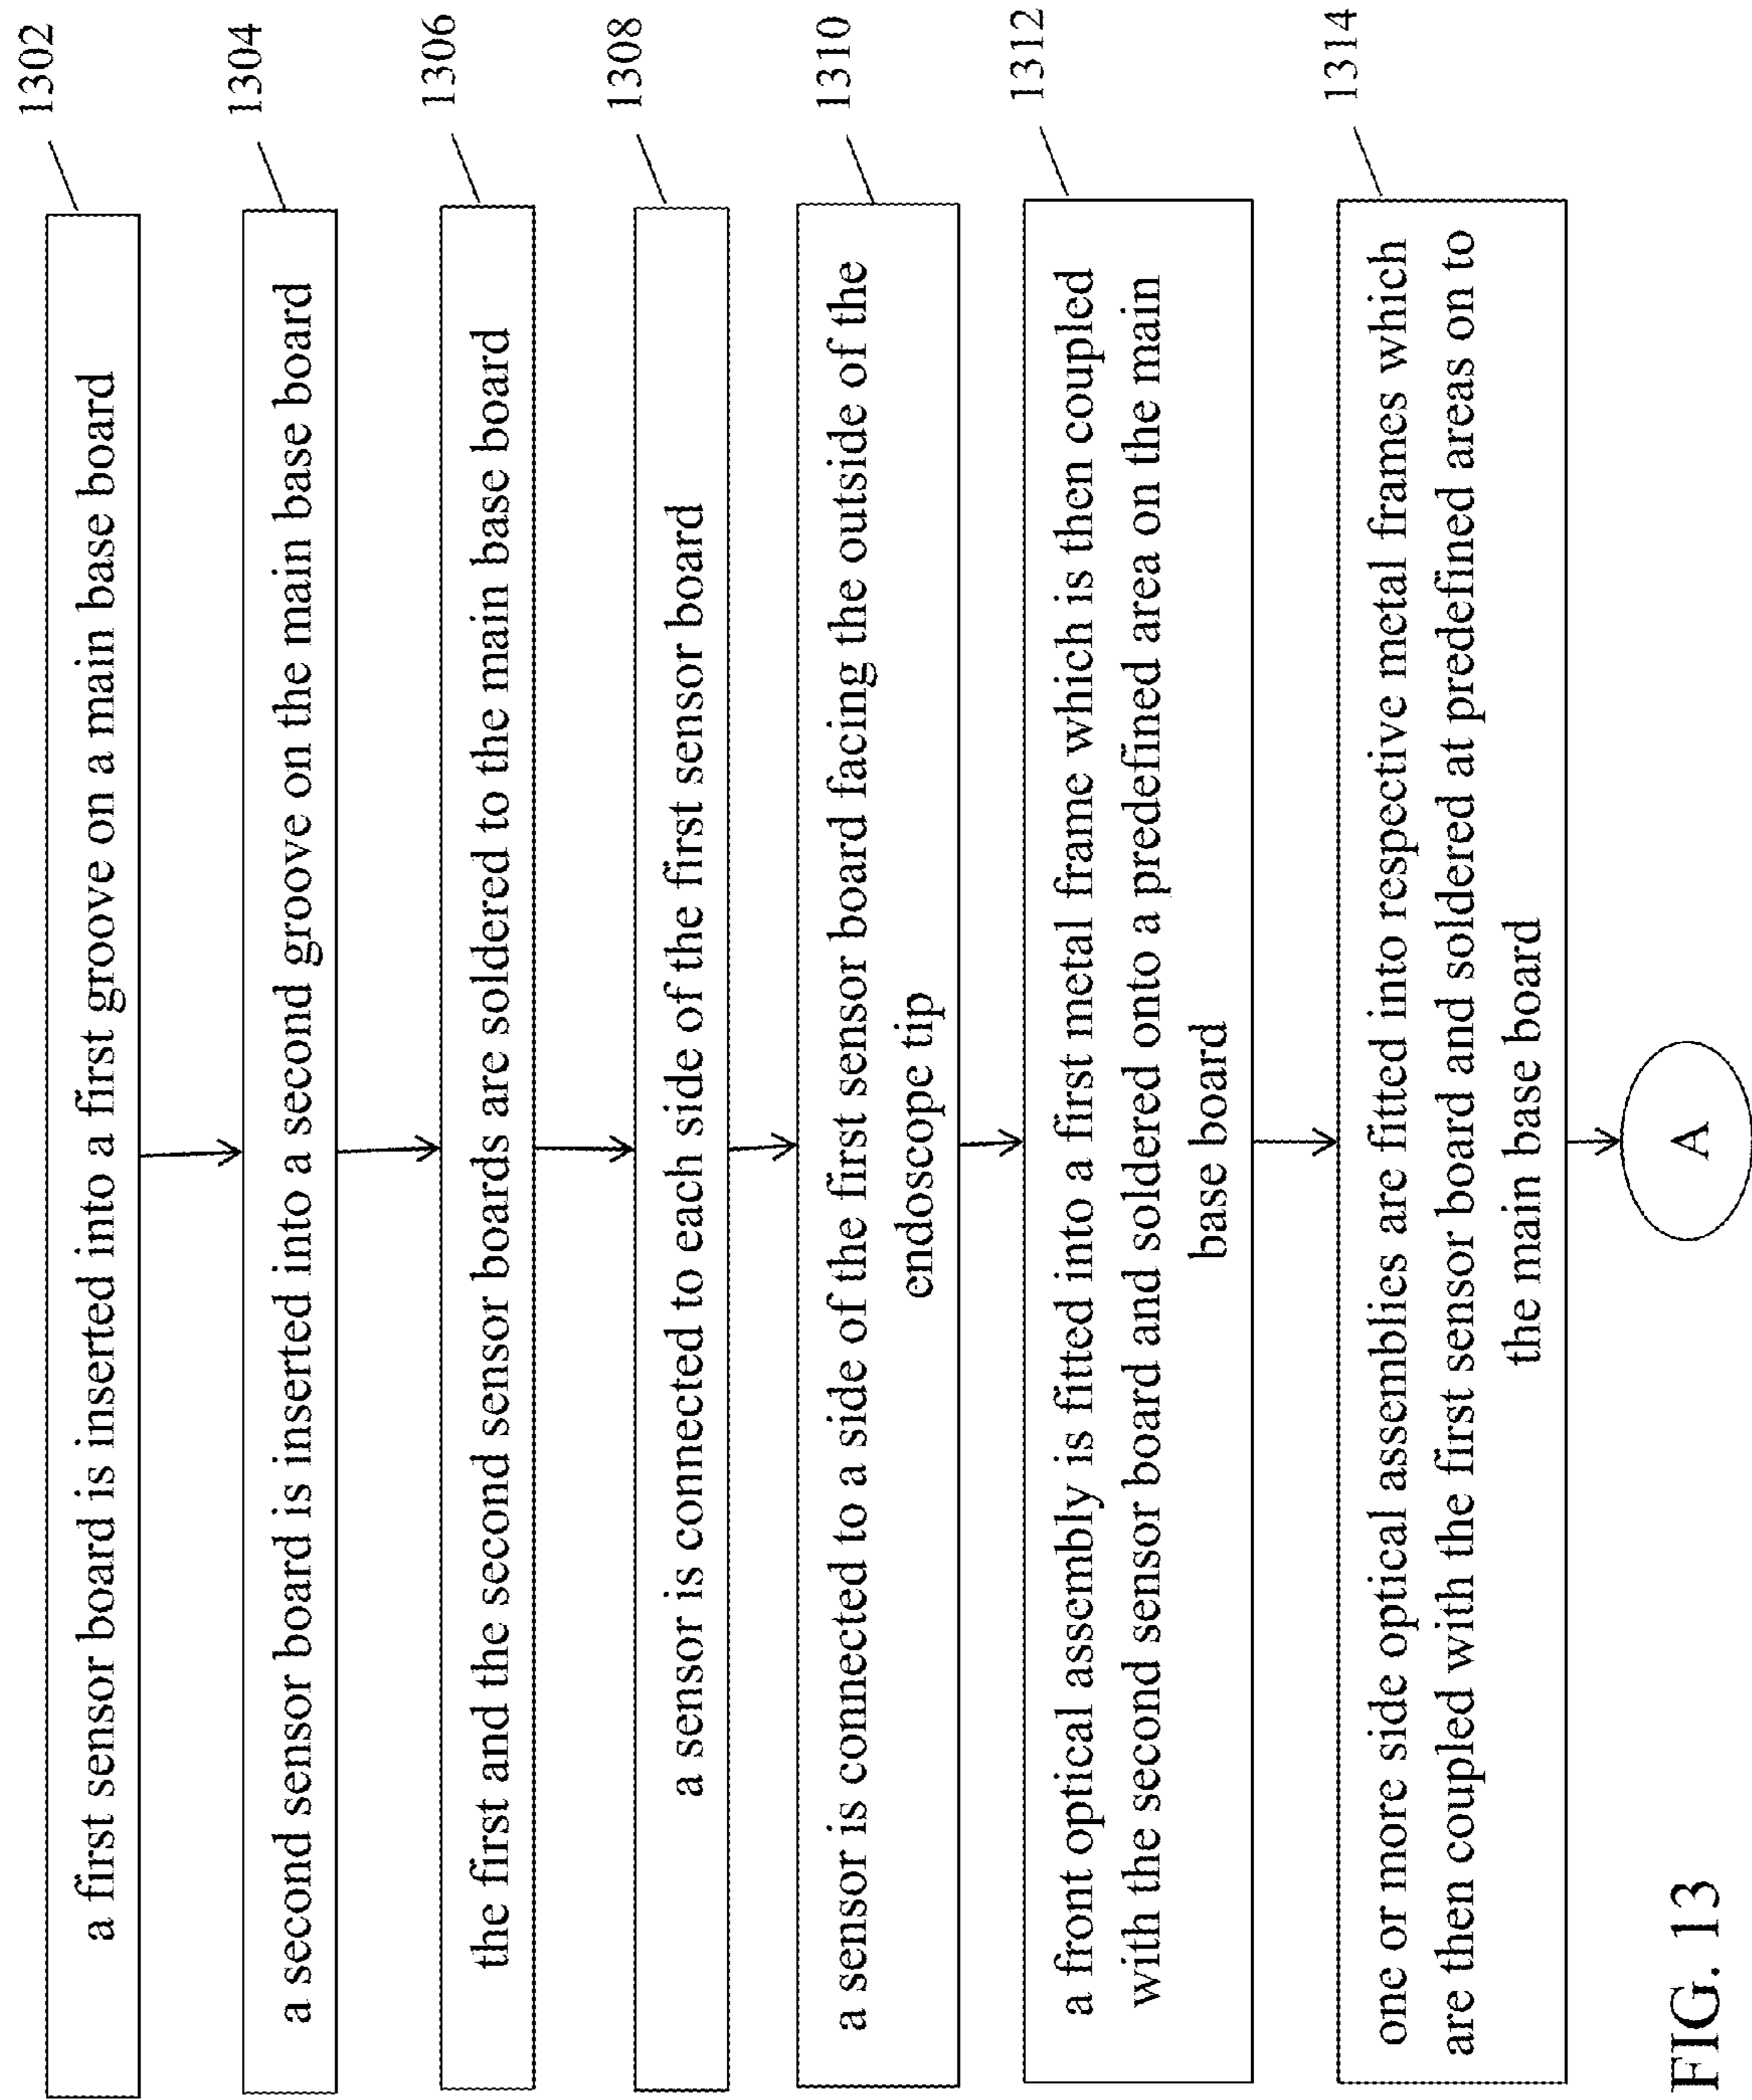 1302
a first sensor board is inserted into a first groove on a main base board
1304
a second sensor board is inserted into a second groove on the main base board
1306
the first and the second sensor boards are soldered to the main base board
1308
a sensor is connected to each side of the first sensor board
1310
a sensor is connected to a side of the first sensor board facing the outside of the
endoscope tip
1312
a front optical assembly is fitted into a first metal frame which is then coupled
with the second sensor board and soldered onto a predefined area on the main
base board
1314
one or more side optical assemblies are fitted into respective metal frames which
are then coupled with the first sensor board and soldered at predefined areas on to
the main base board
A
FIG. 13